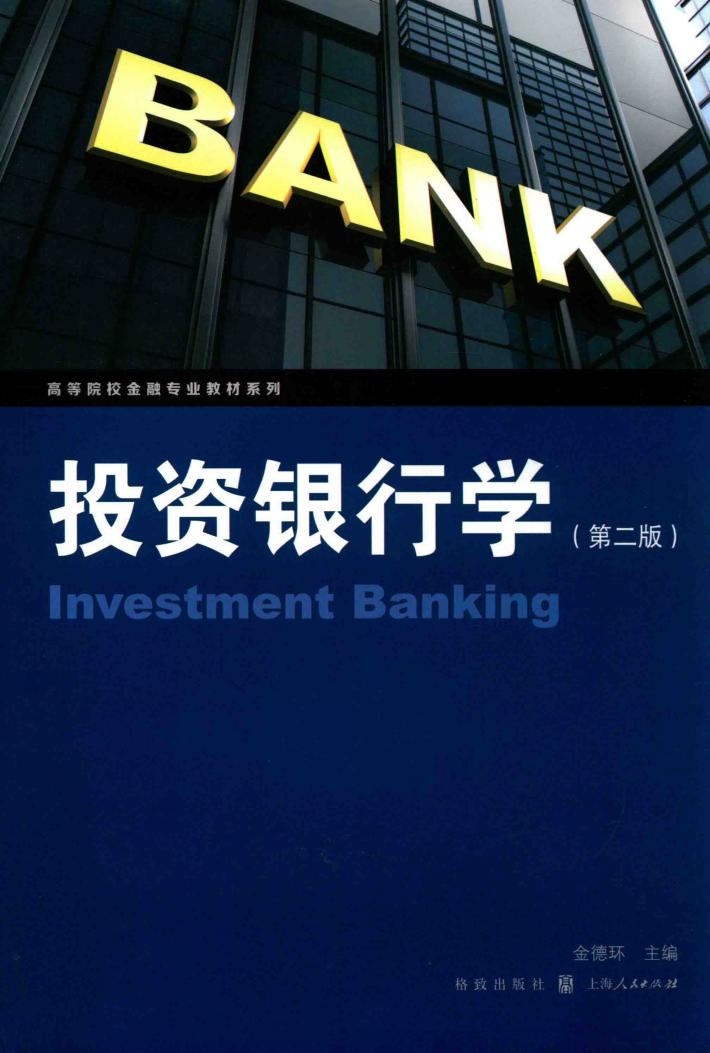 BANK
高等院校金融专业教材系列
投资银行学（第二版）
Investment Banking
金德环 主编
格致出版社 上海人民出版社